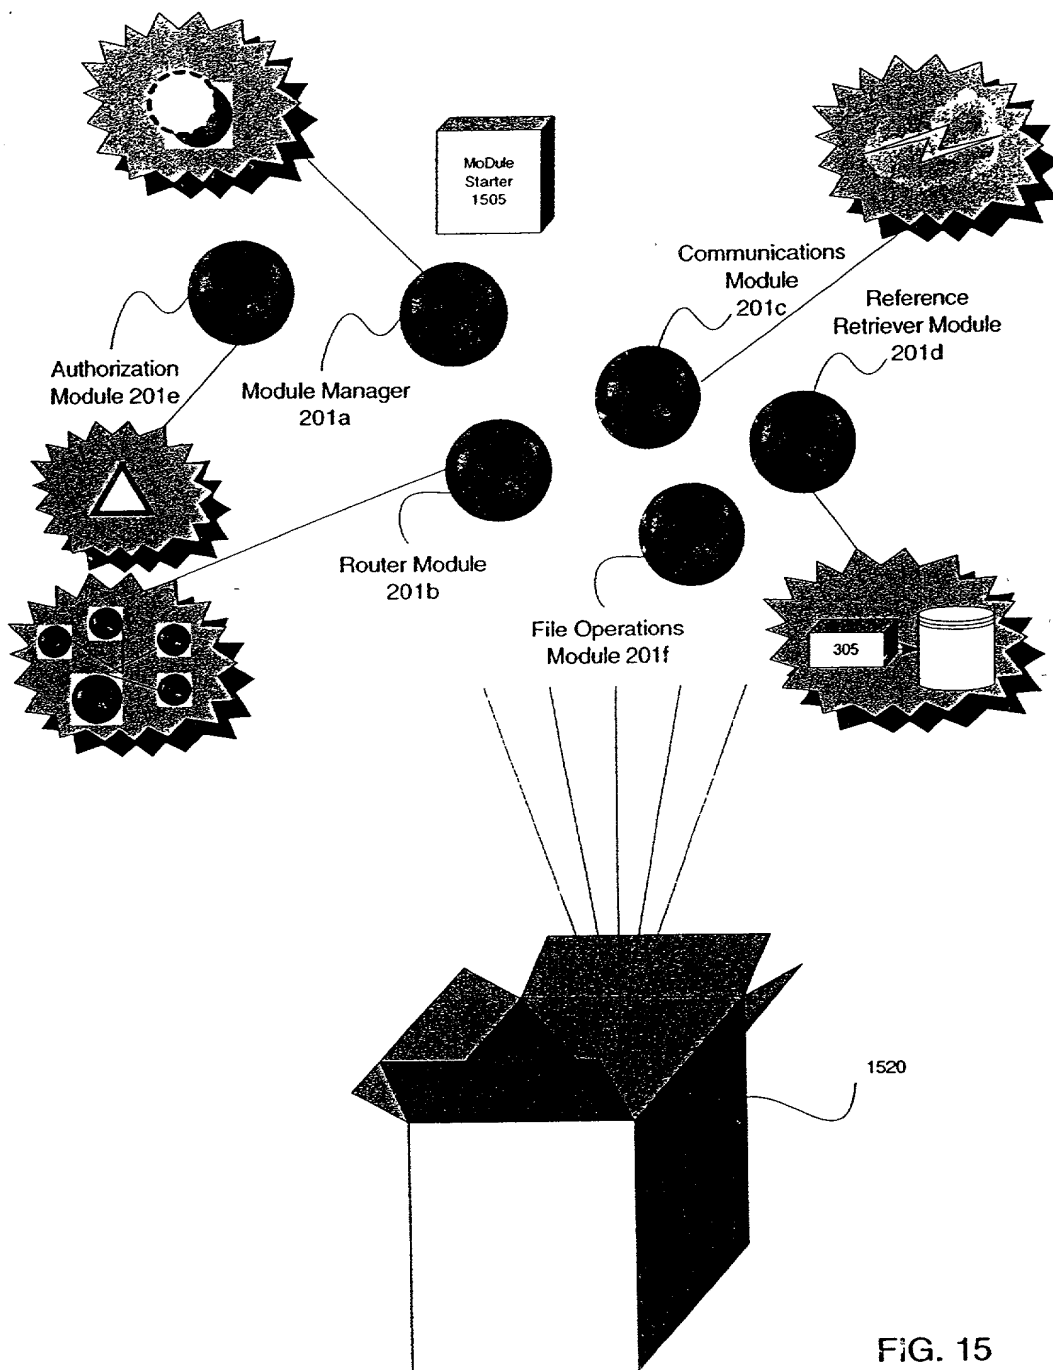 MoDule
Starter
1505
Communications
Module
201c
Reference
Retriever Module
201d
Authorization
Module 201e
Module Manager
201a
Router Module
201b
File Operations
Module 201f
305
1520
FIG. 15